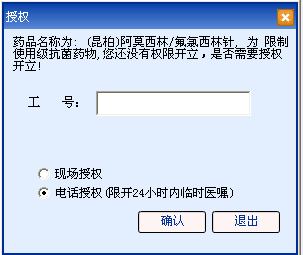 授权
药品名称为: (昆柏)阿莫西林/氟氯西林针, 为 限制
使用级抗菌药物,您还没有权限开立，是否需要授权
开立!
工 号:
现场授权
电话授权(限开24小时内临时医嘱)
确认 退出